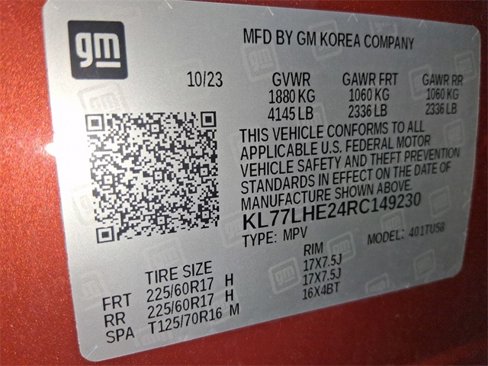 gm
MFD BY GM KOREA COMPANY
10/23 GVWR GAWR FRT GAWR RR
1880 KG 1060 KG 1060 KG
4145 LB 2336 LB 2336 LB
THIS VEHICLE CONFORMS TO ALL
APPLICABLE U.S. FEDERAL MOTOR
VEHICLE SAFETY AND THEFT PREVENTION
STANDARDS IN EFFECT ON THE DATE OF
MANUFACTURE SHOWN ABOVE.
KL77LHE24RC149230
TYPE: MPV MODEL: 401TU58
TIRE SIZE RIM
FRT 225/60R17 H 17X7.5J
RR 225/60R17 H 17X7.5J
SPA T125/70R16 M 16X4BT